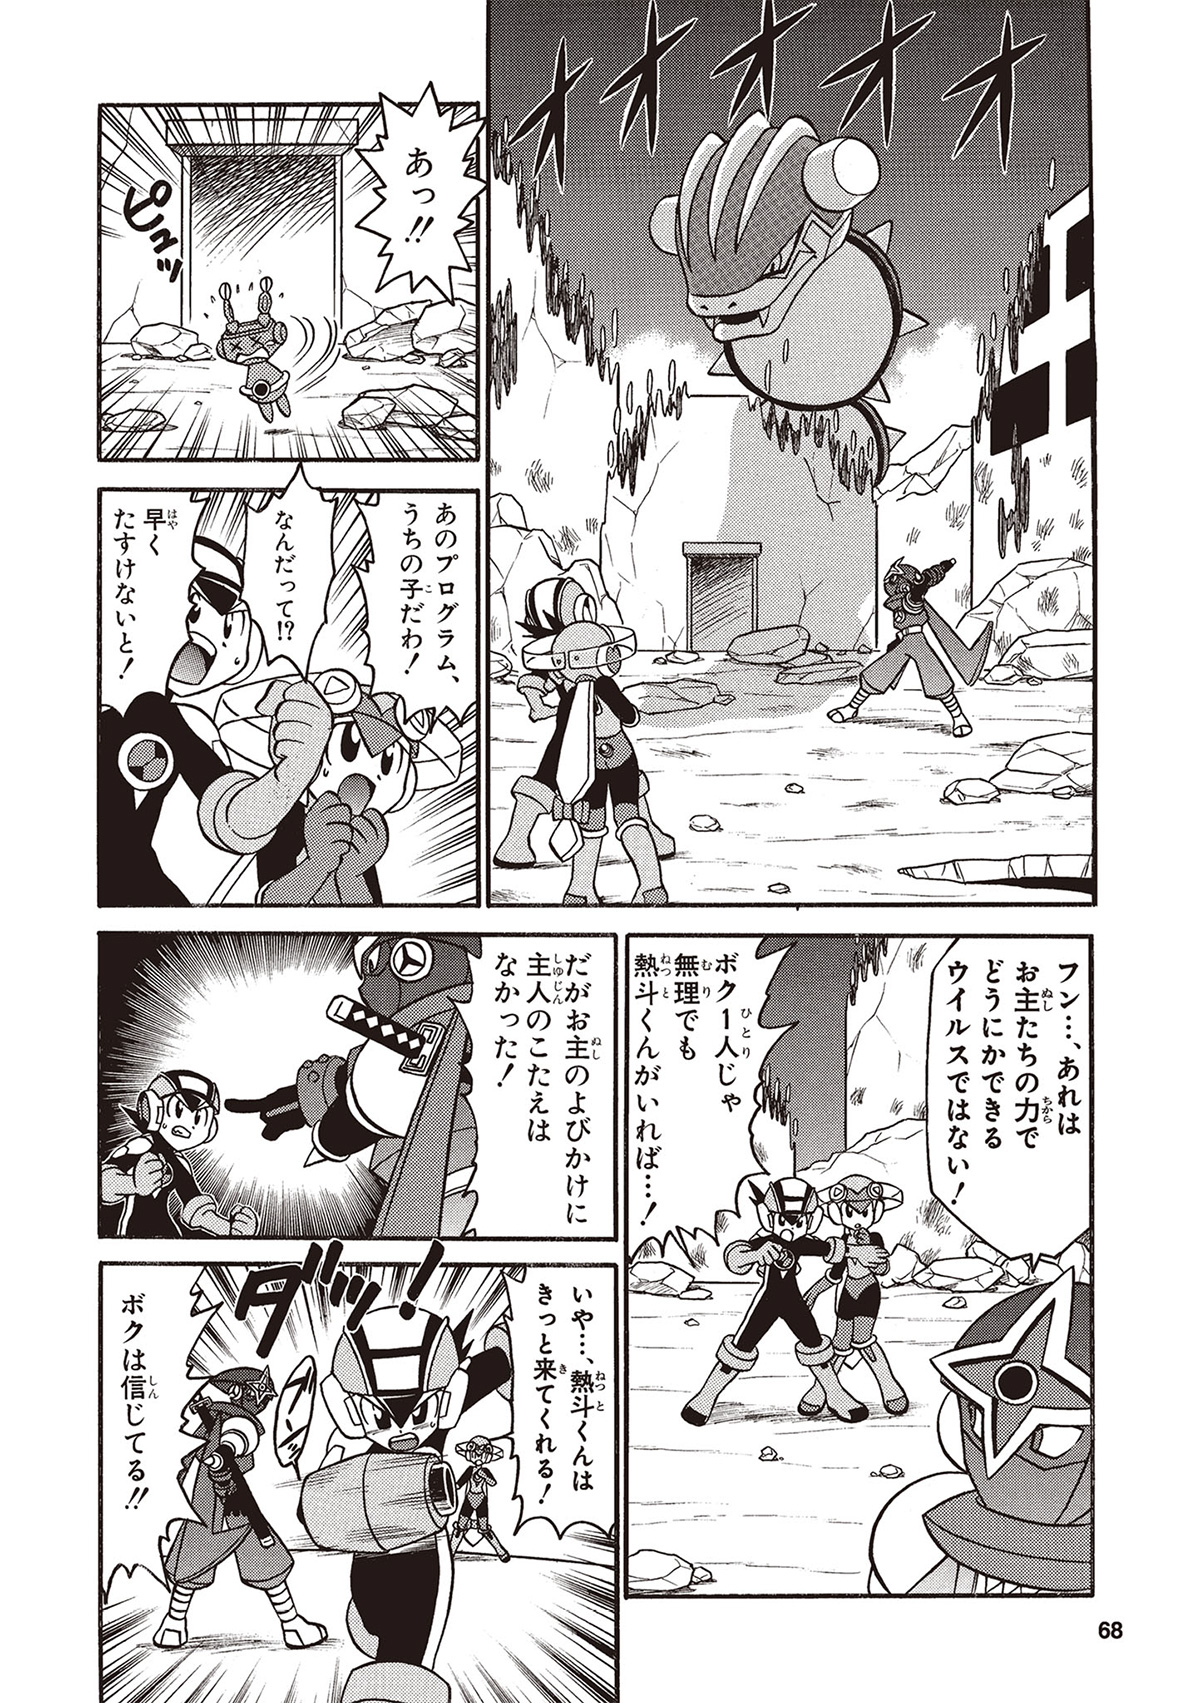 あっ!!
ピュッ
あのプログラム、
うちの子だわ!
なんだって!?
早く
たすけないと!
フン…、あれは
お主たちの力で
どうにかできる
ウイルスではない!
ボク1人じゃ
無理でも
熱斗くんがいれば…!
だがお主のよびかけに
主人のこたえは
なかった!
いや…、熱斗くんは
きっと来てくれる!
ダッ!
ボクは信じてる!!
68